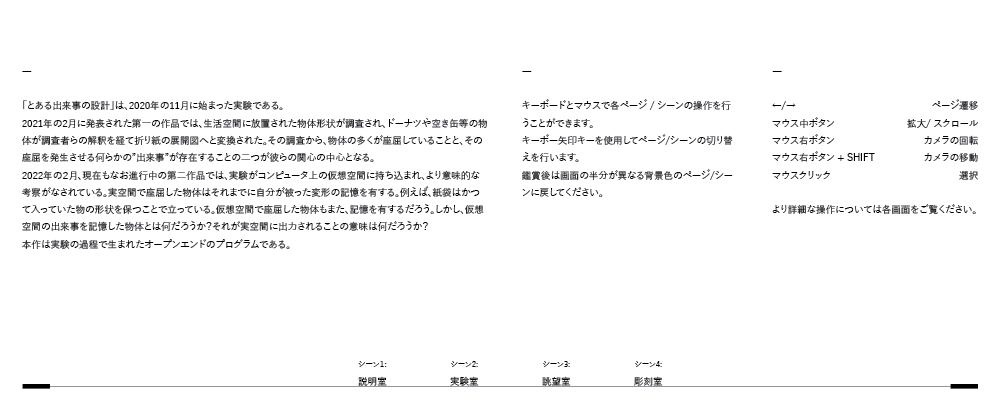 「とある出来事の設計」は、2020年の11月に始まった実験である。
2021年の2月に発表された第一の作品では、生活空間に放置された物体形状が調査され、ドーナツや空き缶等の物
体が調査者らの解釈を経て折り紙の展開図へと変換された。その調査から、物体の多くが座屈していることと、その
座屈を発生させる何らかの"出来事"が存在することの二つが彼らの関心の中心となる。
2022年の2月、現在もなお進行中の第二作品では、実験がコンピュータ上の仮想空間に持ち込まれ、より意味的な
考察がなされている。実空間で座屈した物体はそれまでに自分が被った変形の記憶を有する。例えば、紙袋はかつ
て入っていた物の形状を保つことで立っている。仮想空間で座屈した物体もまた、記憶を有するだろう。しかし、仮想
空間の出来事を記憶した物体とは何だろうか?それが実空間に出力されることの意味は何だろうか?
本作は実験の過程で生まれたオープンエンドのプログラムである。
キーボードとマウスで各ページ / シーンの操作を行
うことができます。
キーボー矢印キーを使用してページ/シーンの切り替
えを行います。
鑑賞後は画面の半分が異なる背景色のページ/シー
ンに戻してください。
←/→ ページ遷移
マウス中ボタン 拡大/ スクロール
マウス右ボタン カメラの回転
マウス右ボタン + SHIFT カメラの移動
マウスクリック 選択
より詳細な操作については各画面をご覧ください。
シーン1: シーン2: シーン3: シーン4:
説明室 実験室 眺望室 彫刻室